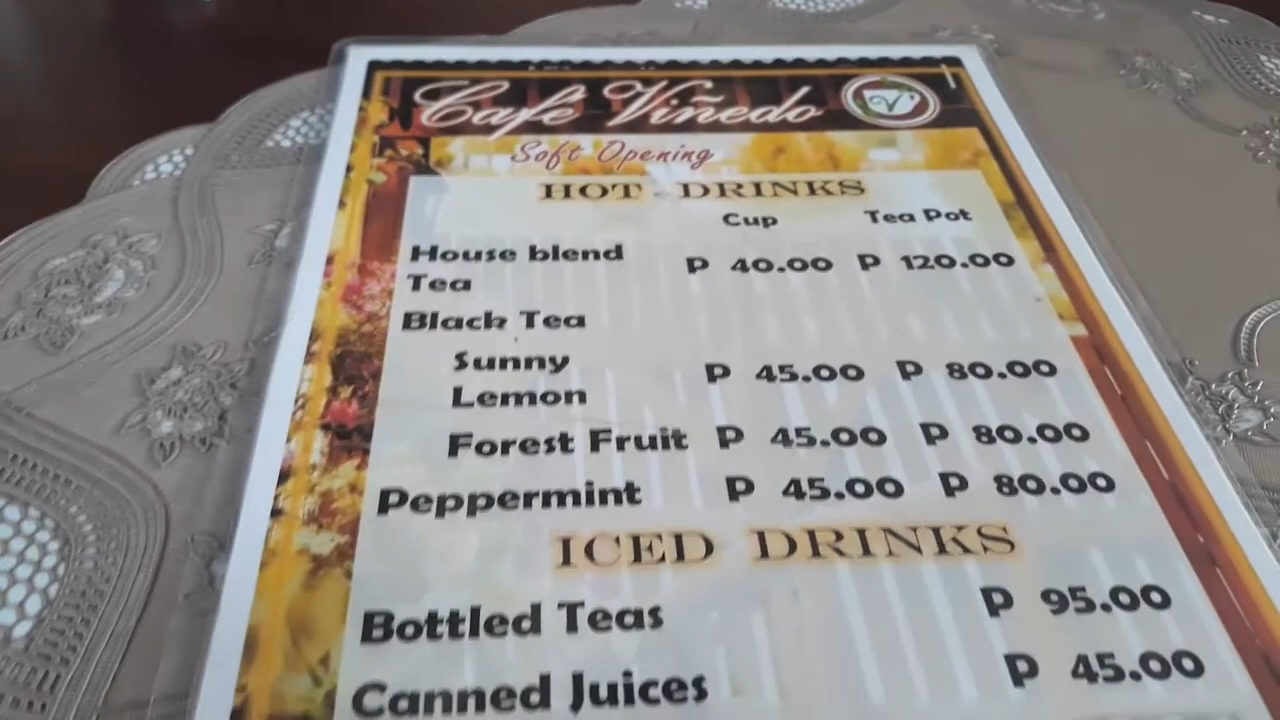 Café Viñedo
V
Soft Opening
HOT DRINKS
Cup Tea Pot
House blend P 40.00 P 120.00
Tea
Black Tea
Sunny
Lemon P 45.00 P 80.00
Forest Fruit P 45.00 P 80.00
Peppermint P 45.00 P 80.00
ICED DRINKS
Bottled Teas P 95.00
Canned Juices P 45.00